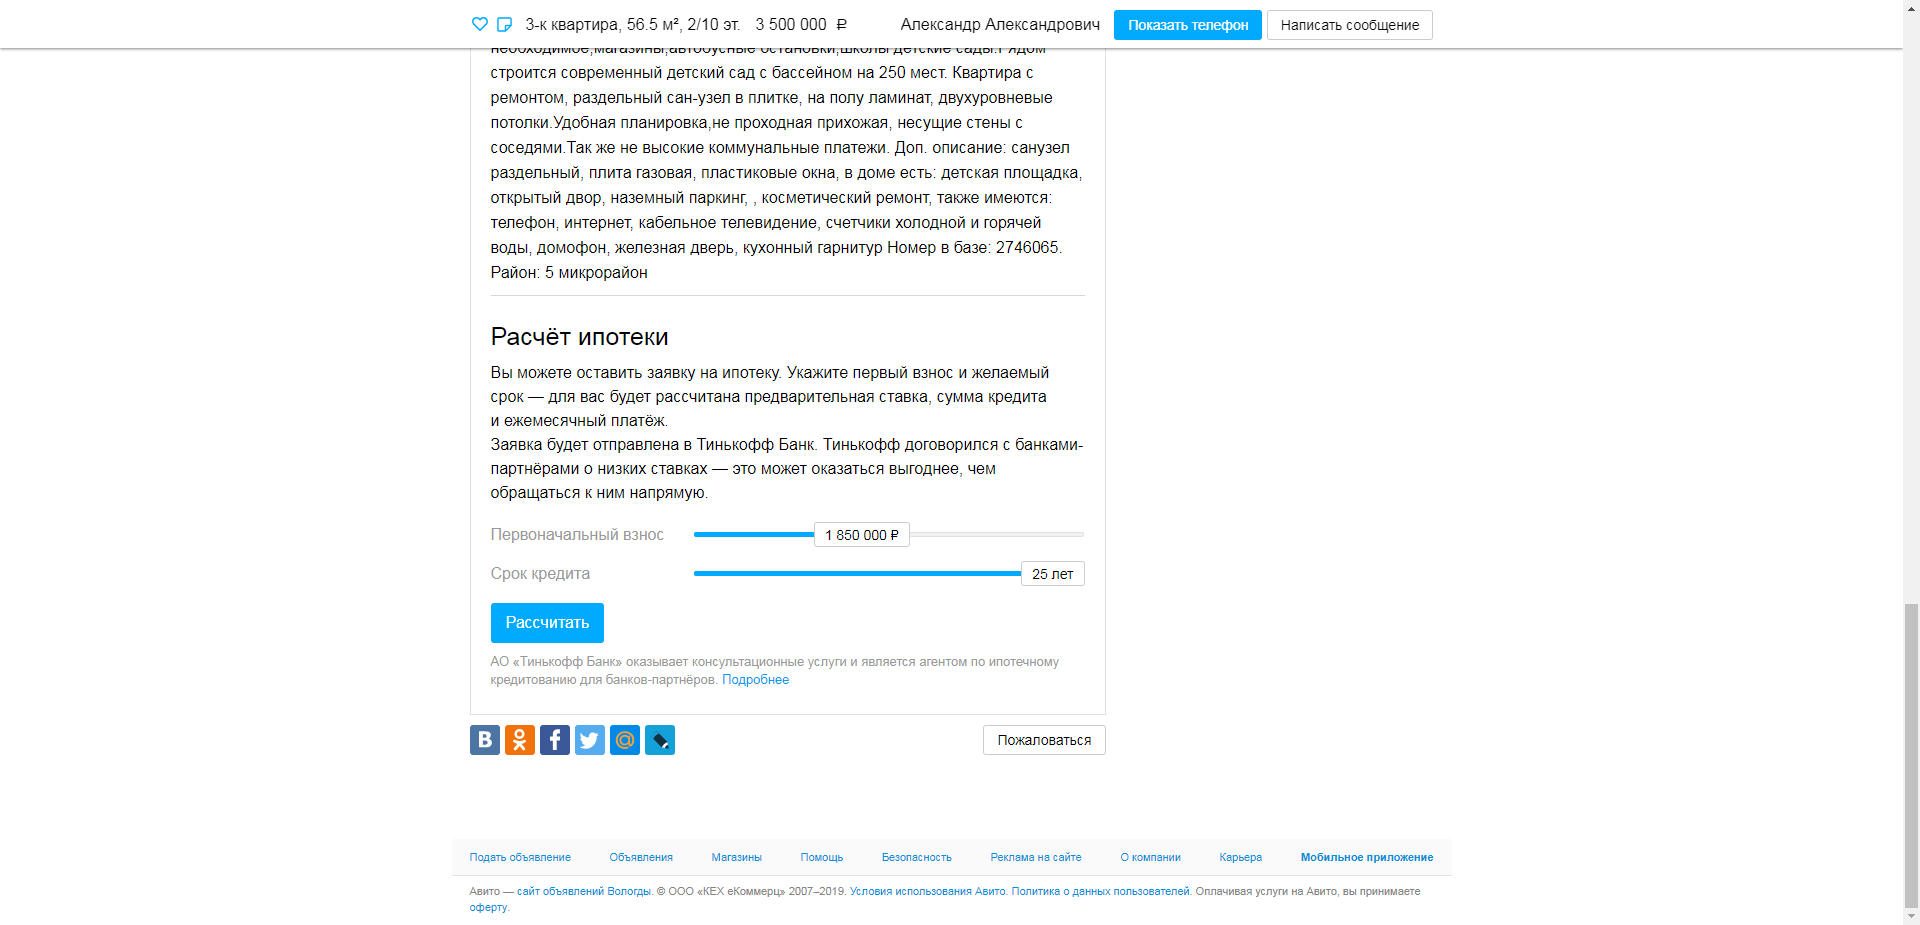 3-к квартира, 56.5 м², 2/10 эт. 3 500 000 ₽ Александр Александрович Показать телефон Написать сообщение
необходимое,магазины,автобусные остановки,школы детские сады.Рядом
строится современный детский сад с бассейном на 250 мест. Квартира с
ремонтом, раздельный сан-узел в плитке, на полу ламинат, двухуровневые
потолки.Удобная планировка,не проходная прихожая, несущие стены с
соседями.Так же не высокие коммунальные платежи. Доп. описание: санузел
раздельный, плита газовая, пластиковые окна, в доме есть: детская площадка,
открытый двор, наземный паркинг, , косметический ремонт, также имеются:
телефон, интернет, кабельное телевидение, счетчики холодной и горячей
воды, домофон, железная дверь, кухонный гарнитур Номер в базе: 2746065.
Район: 5 микрорайон
Расчёт ипотеки
Вы можете оставить заявку на ипотеку. Укажите первый взнос и желаемый
срок — для вас будет рассчитана предварительная ставка, сумма кредита
и ежемесячный платёж.
Заявка будет отправлена в Тинькофф Банк. Тинькофф договорился с банками-
партнёрами о низких ставках — это может оказаться выгоднее, чем
обращаться к ним напрямую.
Первоначальный взнос 1 850 000 ₽
Срок кредита 25 лет
Рассчитать
АО «Тинькофф Банк» оказывает консультационные услуги и является агентом по ипотечному
кредитованию для банков-партнёров. Подробнее
Пожаловаться
Подать объявление Объявления Магазины Помощь Безопасность Реклама на сайте О компании Карьера Мобильное приложение
Авито — сайт объявлений Вологды. © ООО «КЕХ еКоммерц» 2007–2019. Условия использования Авито. Политика о данных пользователей. Оплачивая услуги на Авито, вы принимаете
оферту.